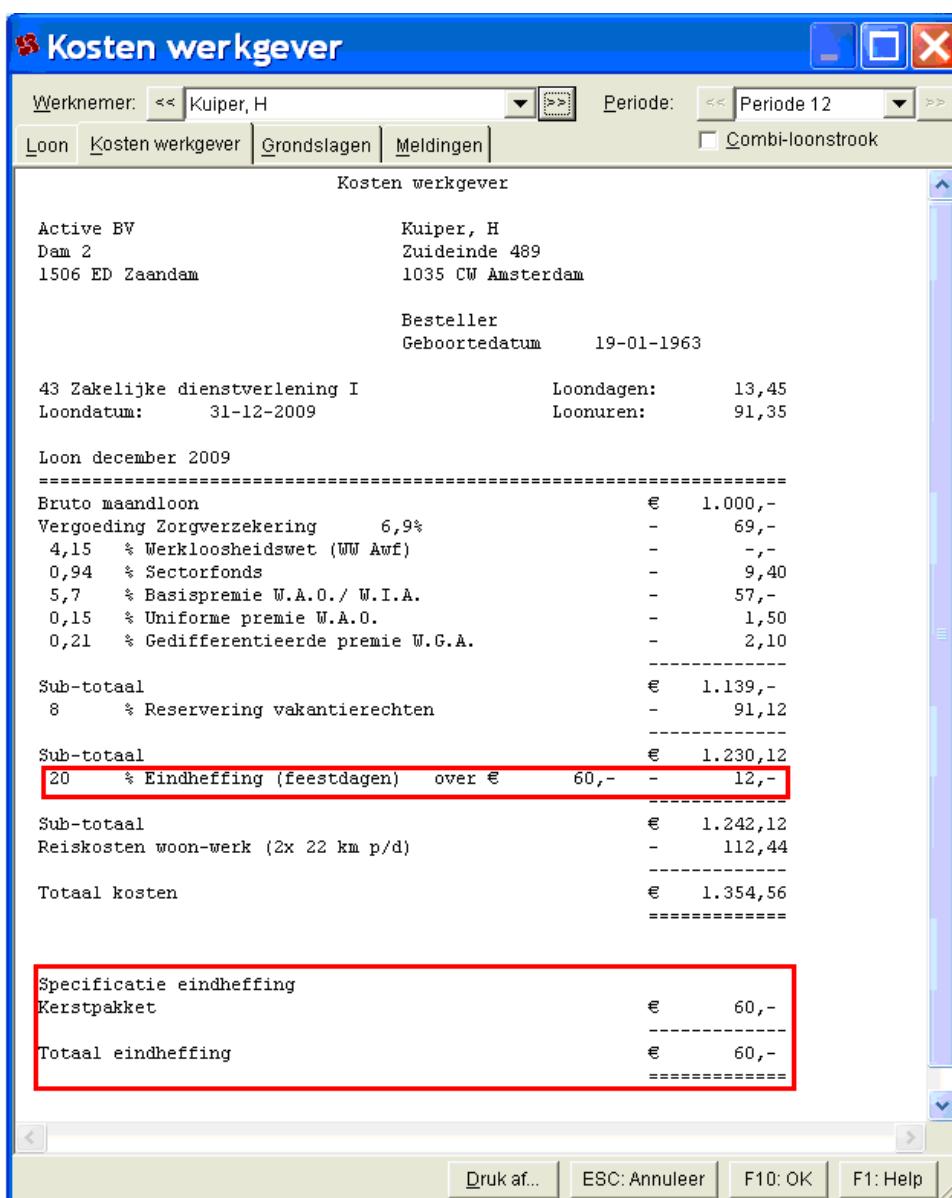 Kosten werkgever
Werknemer: << Kuiper, H >> Periode: << Periode 12 >>
Loon Kosten werkgever Grondslagen Meldingen Combi-loonstrook
Kosten werkgever
Active BV Kuiper, H
Dam 2 Zuideinde 489
1506 ED Zaandam 1035 CW Amsterdam
Besteller
Geboortedatum 19-01-1963
43 Zakelijke dienstverlening I Loondagen: 13,45
Loondatum: 31-12-2009 Loonuren: 91,35
Loon december 2009
======================================================================
Bruto maandloon € 1.000,-
Vergoeding Zorgverzekering 6,9% - 69,-
4,15 % Werkloosheidswet (WW Awf) - -,-
0,94 % Sectorfonds - 9,40
5,7 % Basispremie W.A.O./ W.I.A. - 57,-
0,15 % Uniforme premie W.A.O. - 1,50
0,21 % Gedifferentieerde premie W.G.A. - 2,10
-------------
Sub-totaal € 1.139,-
8 % Reservering vakantierechten - 91,12
-------------
Sub-totaal € 1.230,12
20 % Eindheffing (feestdagen) over € 60,- - 12,-
-------------
Sub-totaal € 1.242,12
Reiskosten woon-werk (2x 22 km p/d) - 112,44
-------------
Totaal kosten € 1.354,56
=============
Specificatie eindheffing
Kerstpakket € 60,-
-------------
Totaal eindheffing € 60,-
=============
Druk af... ESC: Annuleer F10: OK F1: Help